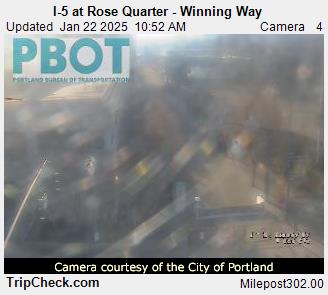 I-5 at Rose Quarter - Winning Way
Updated Jan 22 2025 10:52 AM Camera 4
PBOT
PORTLAND BUREAU OF TRANSPORTATION
Camera courtesy of the City of Portland
TripCheck.com Milepost302.00